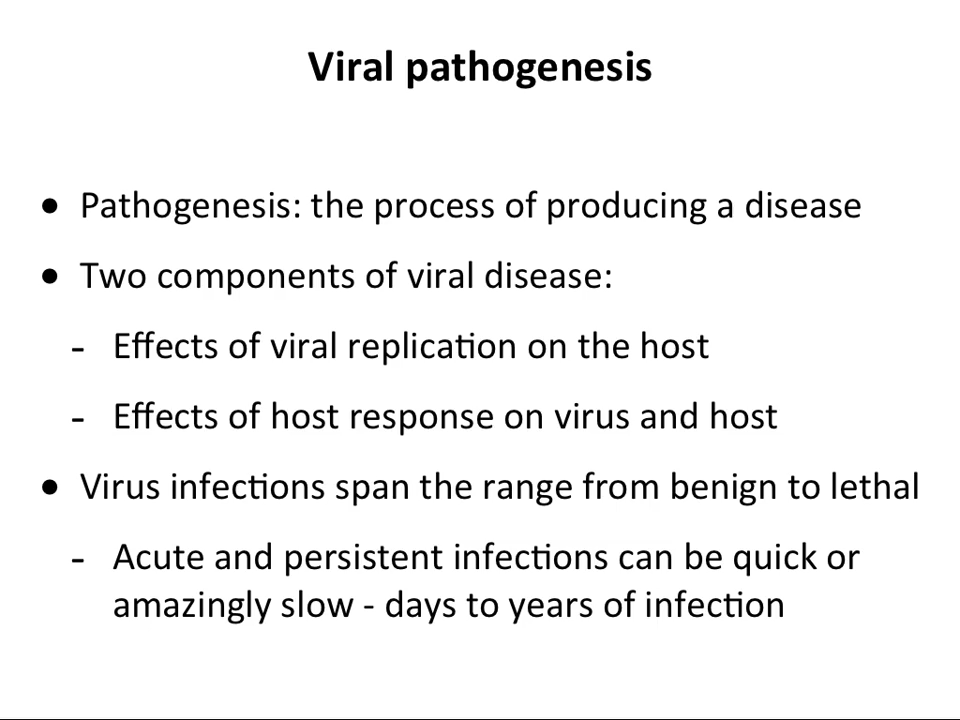 Viral pathogenesis
• Pathogenesis: the process of producing a disease
• Two components of viral disease:
- Effects of viral replication on the host
- Effects of host response on virus and host
• Virus infections span the range from benign to lethal
- Acute and persistent infections can be quick or
amazingly slow - days to years of infection